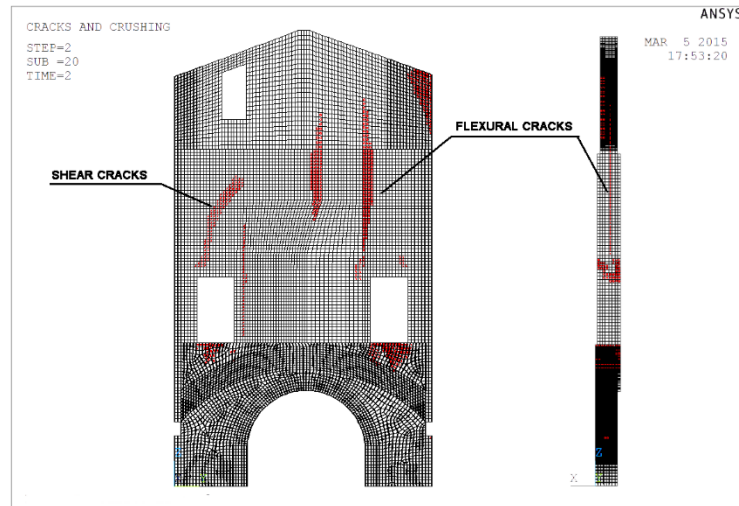 ANSYS
CRACKS AND CRUSHING
STEP=2
SUB =20
TIME=2
MAR  5 2015
17:53:20
FLEXURAL CRACKS
SHEAR CRACKS
Z
X